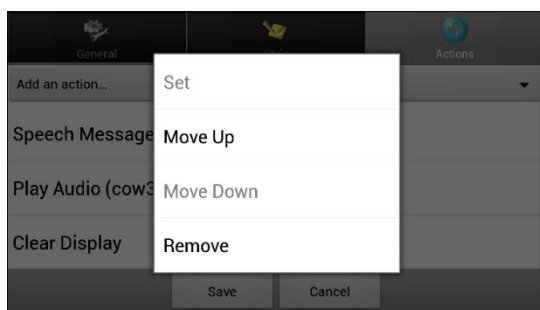 General
Actions
Add an action...
Set
Speech Message
Move Up
Play Audio (cow3
Move Down
Clear Display
Remove
Save
Cancel